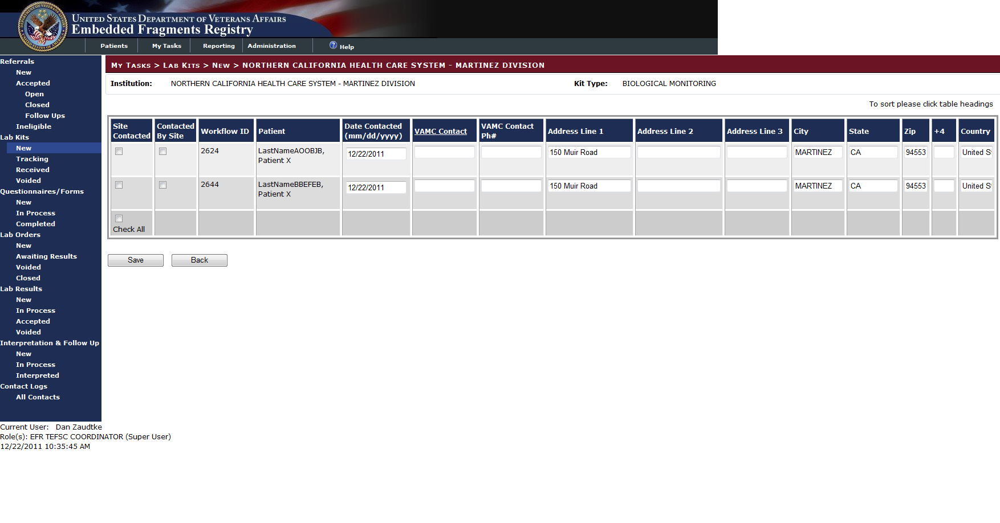 UNITED STATES DEPARTMENT OF VETERANS AFFAIRS
Embedded Fragments Registry
Patients My Tasks Reporting Administration Help
Referrals
New
Accepted
Open
Closed
Follow Ups
Ineligible
Lab Kits
New
Tracking
Received
Voided
Questionnaires/Forms
New
In Process
Completed
Lab Orders
New
Awaiting Results
Voided
Closed
Lab Results
New
In Process
Accepted
Voided
Interpretation & Follow Up
New
In Process
Interpreted
Contact Logs
All Contacts
MY TASKS > LAB KITS > NEW > NORTHERN CALIFORNIA HEALTH CARE SYSTEM - MARTINEZ DIVISION
Institution: NORTHERN CALIFORNIA HEALTH CARE SYSTEM - MARTINEZ DIVISION Kit Type: BIOLOGICAL MONITORING
To sort please click table headings
Site Contacted Contacted By Site Workflow ID Patient Date Contacted (mm/dd/yyyy) VAMC Contact VAMC Contact Ph# Address Line 1 Address Line 2 Address Line 3 City State Zip +4 Country
2624 LastNameAOOBJB, Patient X 12/22/2011 150 Muir Road MARTINEZ CA 94553 United S
2644 LastNameBBEFEB, Patient X 12/22/2011 150 Muir Road MARTINEZ CA 94553 United S
Check All
Save Back
Current User: Dan Zaudtke
Role(s): EFR TEFSC COORDINATOR (Super User)
12/22/2011 10:35:45 AM